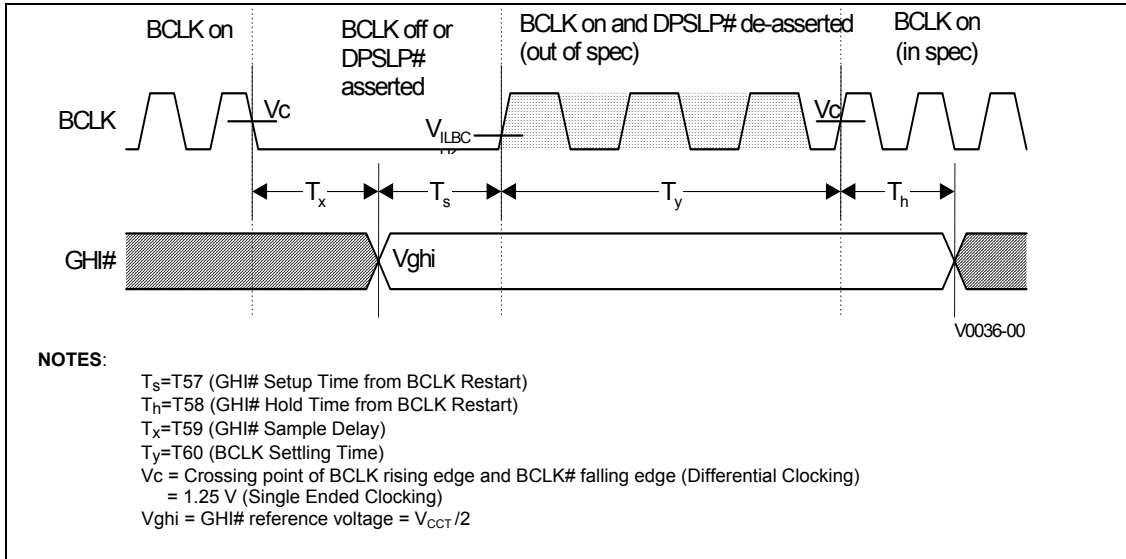 BCLK on
BCLK off or
DPSLP#
asserted
BCLK on and DPSLP# de-asserted
(out of spec)
BCLK on
(in spec)
BCLK
Vc
VILBC
Vc
Tx
Ts
Ty
Th
GHI#
Vghi
V0036-00
NOTES:
Ts=T57 (GHI# Setup Time from BCLK Restart)
Th=T58 (GHI# Hold Time from BCLK Restart)
Tx=T59 (GHI# Sample Delay)
Ty=T60 (BCLK Settling Time)
Vc = Crossing point of BCLK rising edge and BCLK# falling edge (Differential Clocking)
= 1.25 V (Single Ended Clocking)
Vghi = GHI# reference voltage = VCCT/2